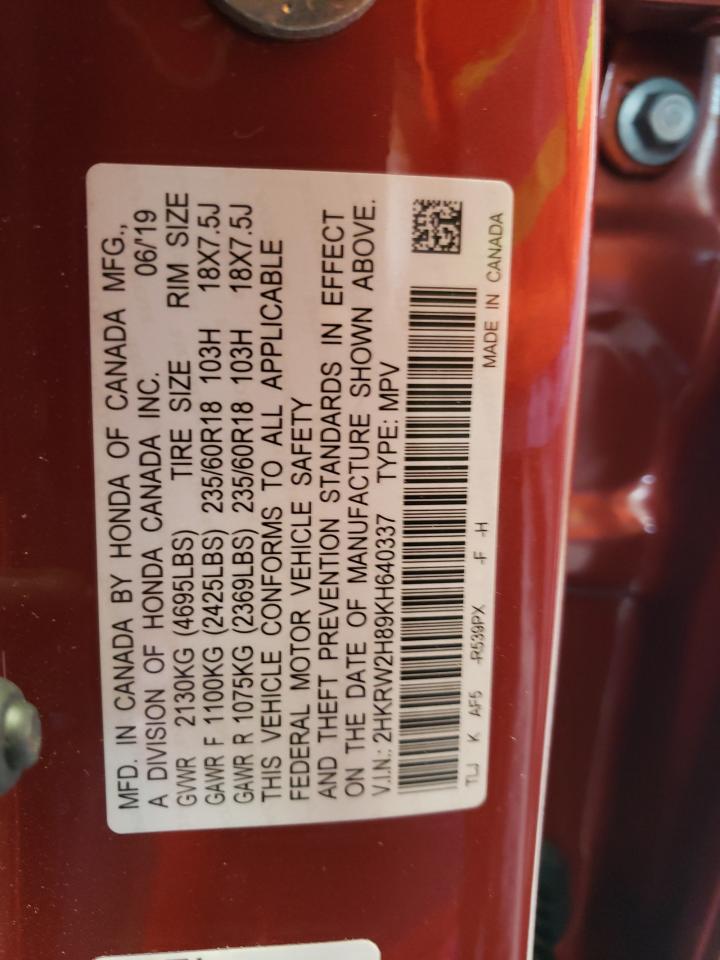 MFD. IN CANADA BY HONDA OF CANADA MFG.,
A DIVISION OF HONDA CANADA INC. 06/19
GVWR 2130KG (4695LBS) TIRE SIZE RIM SIZE
GAWR F 1100KG (2425LBS) 235/60R18 103H 18X7.5J
GAWR R 1075KG (2369LBS) 235/60R18 103H 18X7.5J
THIS VEHICLE CONFORMS TO ALL APPLICABLE
FEDERAL MOTOR VEHICLE SAFETY
AND THEFT PREVENTION STANDARDS IN EFFECT
ON THE DATE OF MANUFACTURE SHOWN ABOVE.
V.I.N.: 2HKRW2H89KH640337 TYPE: MPV
TLJ K AF5 -R539PX -F -H MADE IN CANADA